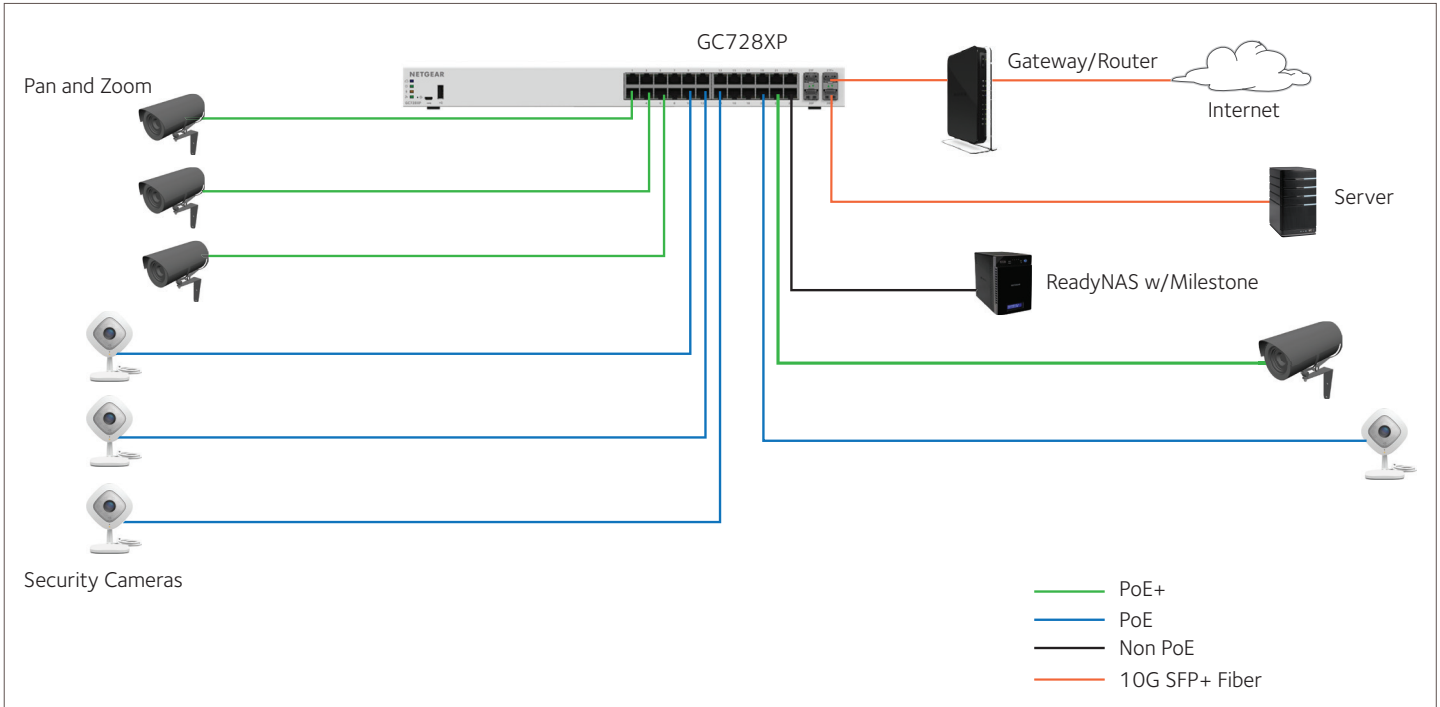 GC728XP
NETGEAR
Pan and Zoom
Gateway/Router
Internet
Server
ReadyNAS w/Milestone
Security Cameras
PoE+
PoE
Non PoE
10G SFP+ Fiber